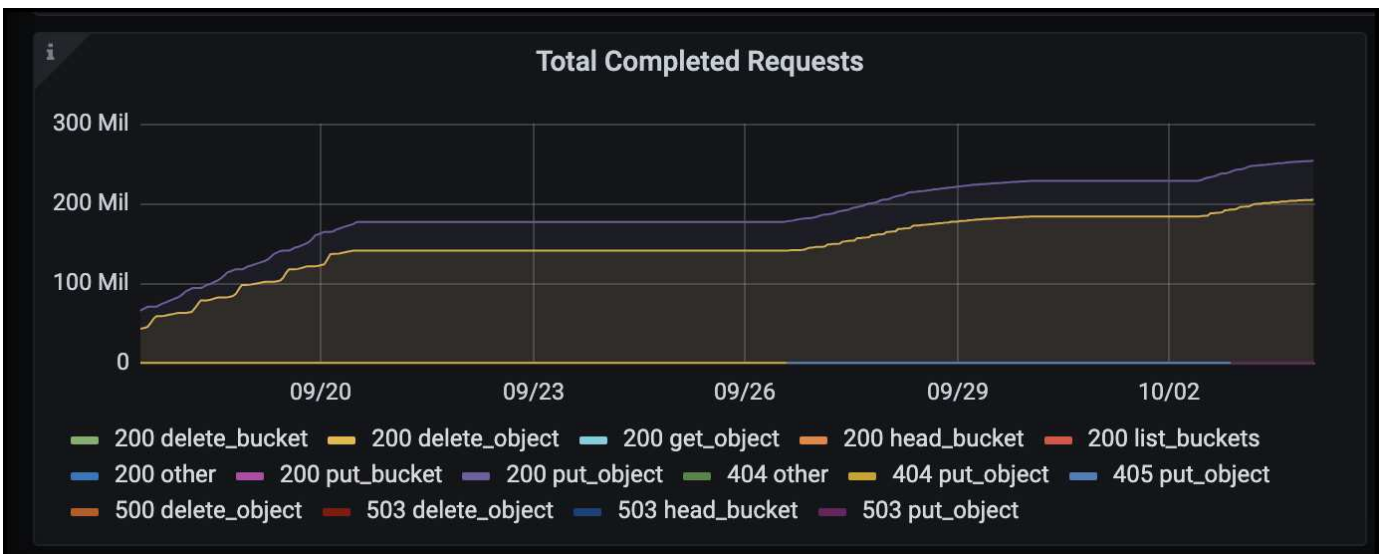 i
Total Completed Requests
300 Mil
200 Mil
100 Mil
0
09/20 09/23 09/26 09/29 10/02
200 delete_bucket 200 delete_object 200 get_object 200 head_bucket 200 list_buckets
200 other 200 put_bucket 200 put_object 404 other 404 put_object 405 put_object
500 delete_object 503 delete_object 503 head_bucket 503 put_object